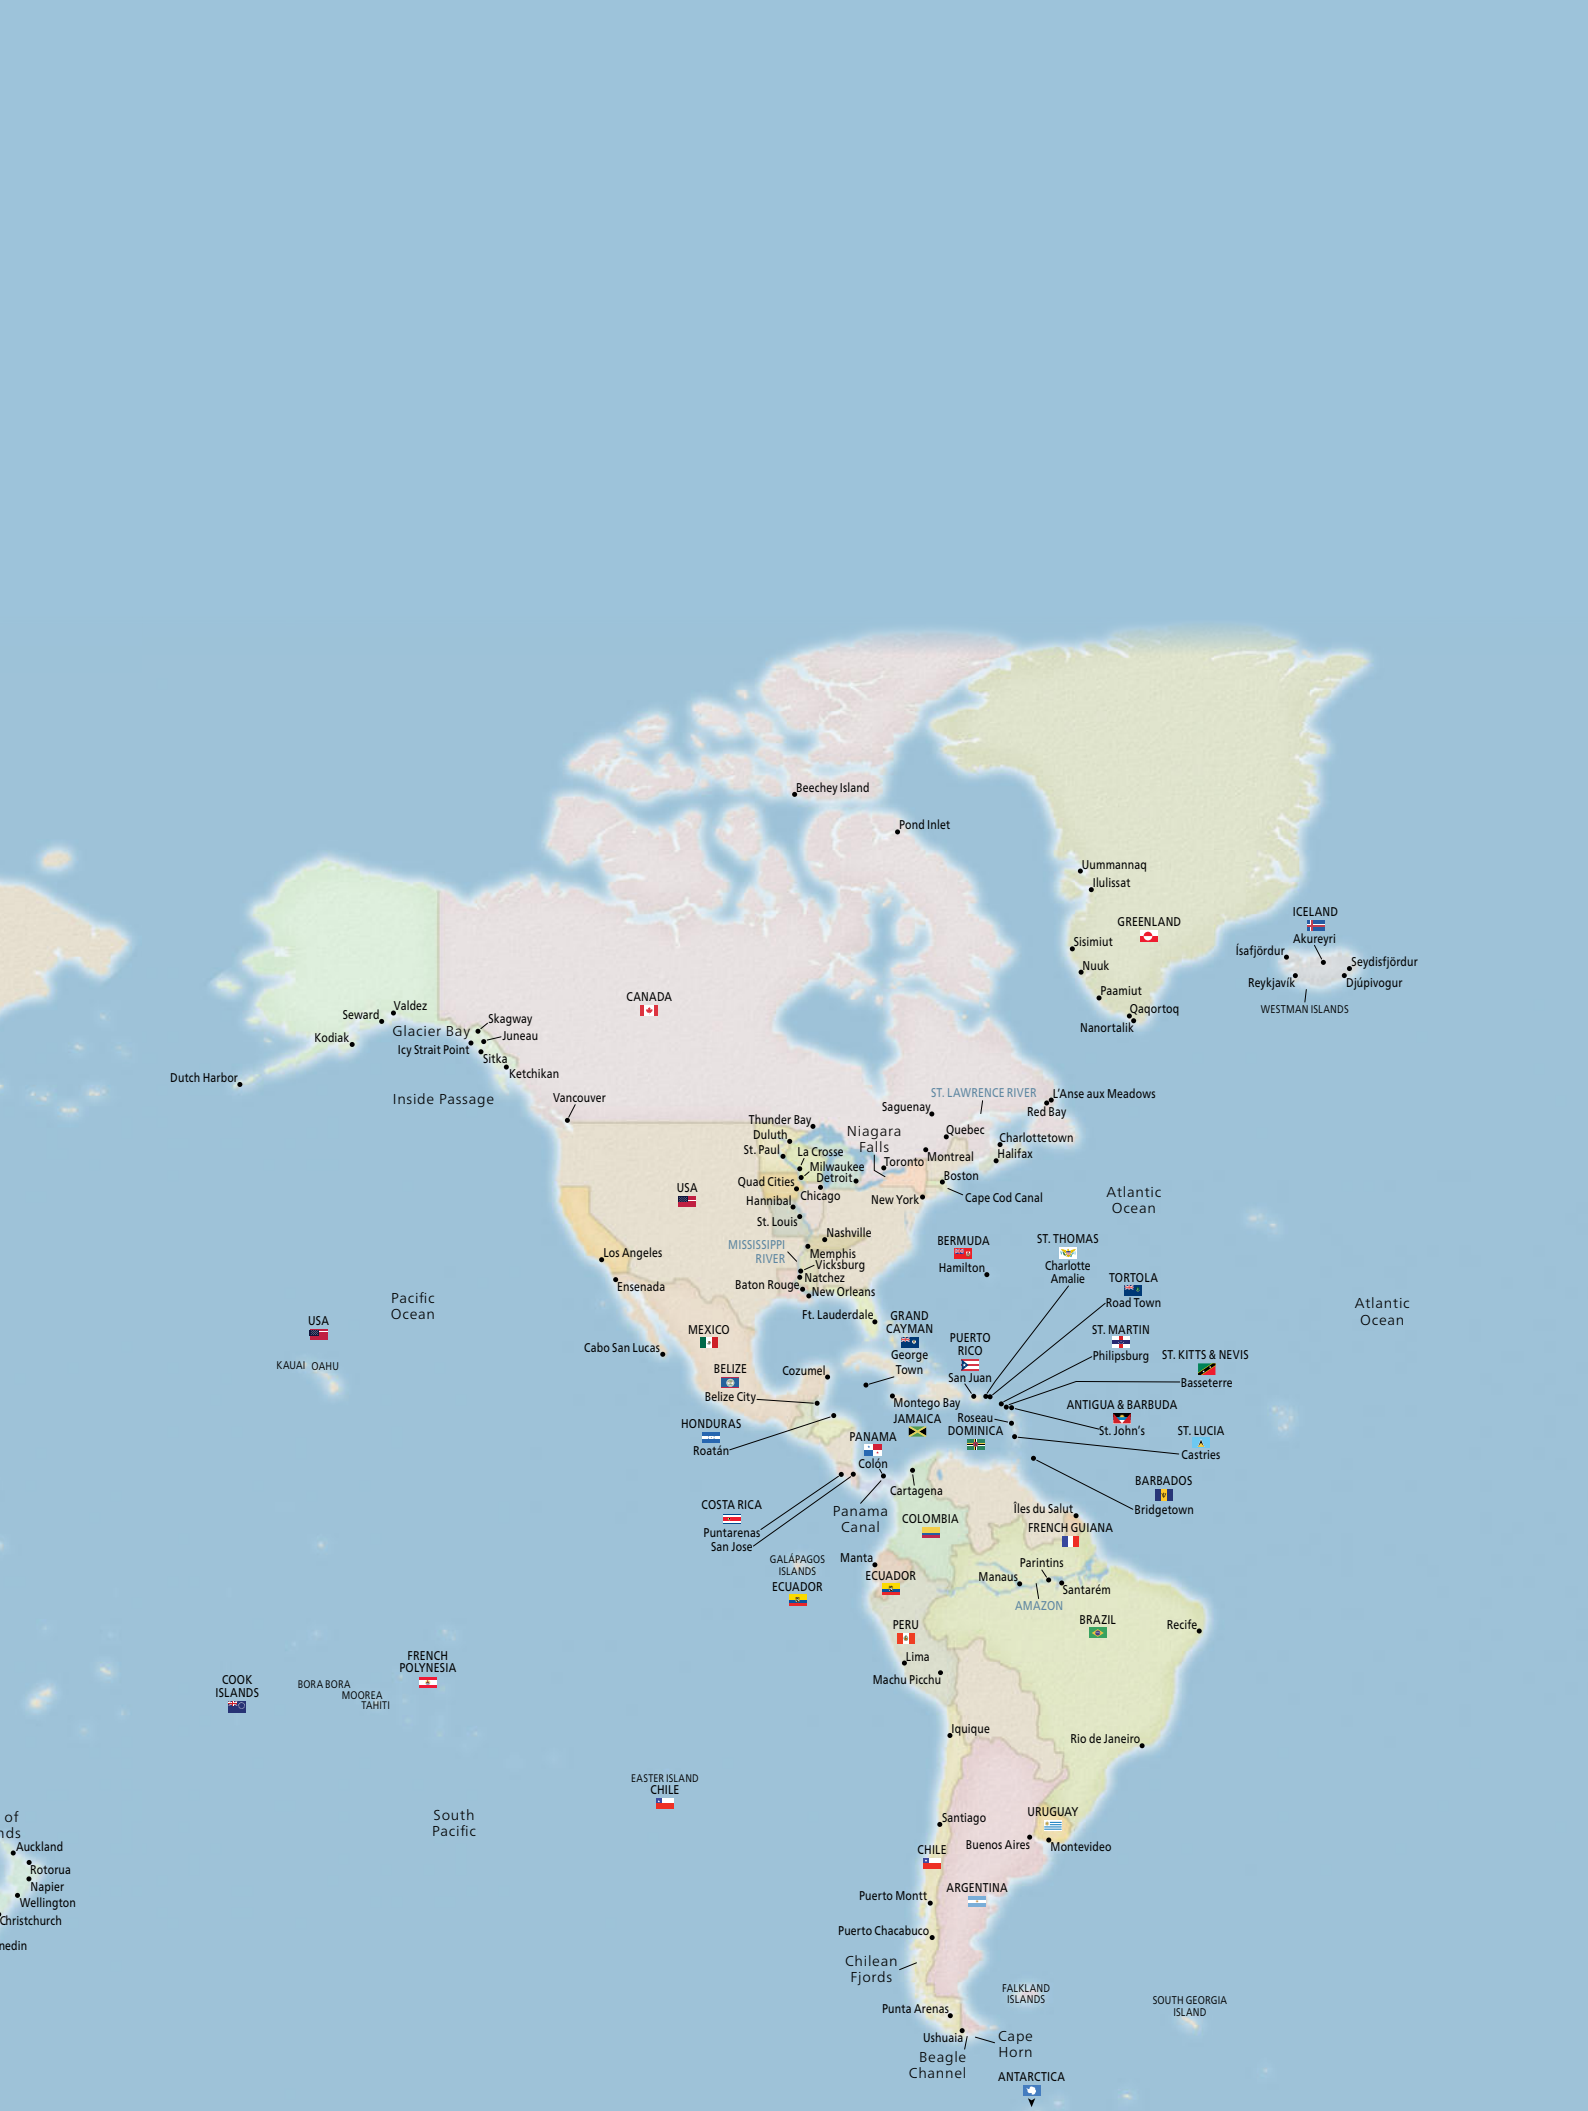 Beechey Island
Pond Inlet
Uummannaq
Ilulissat
GREENLAND
ICELAND
Akureyri
Sisimiut
Ísafjördur
Seydisfjördur
Nuuk
Reykjavík
Djúpivogur
Paamiut
WESTMAN ISLANDS
Qaqortoq
Nanortalik
CANADA
Valdez
Seward
Skagway
Glacier Bay
Juneau
Kodiak
Icy Strait Point
Sitka
Ketchikan
Dutch Harbor
Inside Passage
Vancouver
ST. LAWRENCE RIVER
L'Anse aux Meadows
Saguenay
Red Bay
Thunder Bay
Niagara
Falls
Quebec
Charlottetown
Duluth
St. Paul
La Crosse
Montreal
Halifax
Toronto
Milwaukee
Detroit
Boston
Quad Cities
USA
Chicago
New York
Cape Cod Canal
Hannibal
Atlantic
Ocean
St. Louis
Nashville
MISSISSIPPI
RIVER
Memphis
Vicksburg
Los Angeles
BERMUDA
Hamilton
ST. THOMAS
Charlotte
Amalie
Ensenada
Baton Rouge
Natchez
New Orleans
TORTOLA
Road Town
Pacific
Ocean
Atlantic
Ocean
Ft. Lauderdale
GRAND
CAYMAN
George
Town
USA
KAUAI
OAHU
MEXICO
PUERTO
RICO
San Juan
ST. MARTIN
Philipsburg
Cabo San Lucas
ST. KITTS & NEVIS
Basseterre
BELIZE
Belize City
Cozumel
Montego Bay
JAMAICA
ANTIGUA & BARBUDA
St. John's
Roseau
DOMINICA
HONDURAS
Roatán
PANAMA
Colón
ST. LUCIA
Castries
Cartagena
BARBADOS
Bridgetown
COSTA RICA
Puntarenas
San Jose
Panama
Canal
COLOMBIA
Îles du Salut
FRENCH GUIANA
GALÁPAGOS
ISLANDS
ECUADOR
Manta
ECUADOR
Parintins
Manaus
Santarém
AMAZON
BRAZIL
Recife
PERU
Lima
Machu Picchu
FRENCH
POLYNESIA
COOK
ISLANDS
BORA BORA
MOOREA
TAHITI
Iquique
Rio de Janeiro
EASTER ISLAND
CHILE
South
Pacific
of
nds
Auckland
Rotorua
Napier
Wellington
Christchurch
nedin
Santiago
URUGUAY
Buenos Aires
Montevideo
CHILE
ARGENTINA
Puerto Montt
Puerto Chacabuco
Chilean
Fjords
FALKLAND
ISLANDS
SOUTH GEORGIA
ISLAND
Punta Arenas
Ushuaia
Cape
Horn
Beagle
Channel
ANTARCTICA